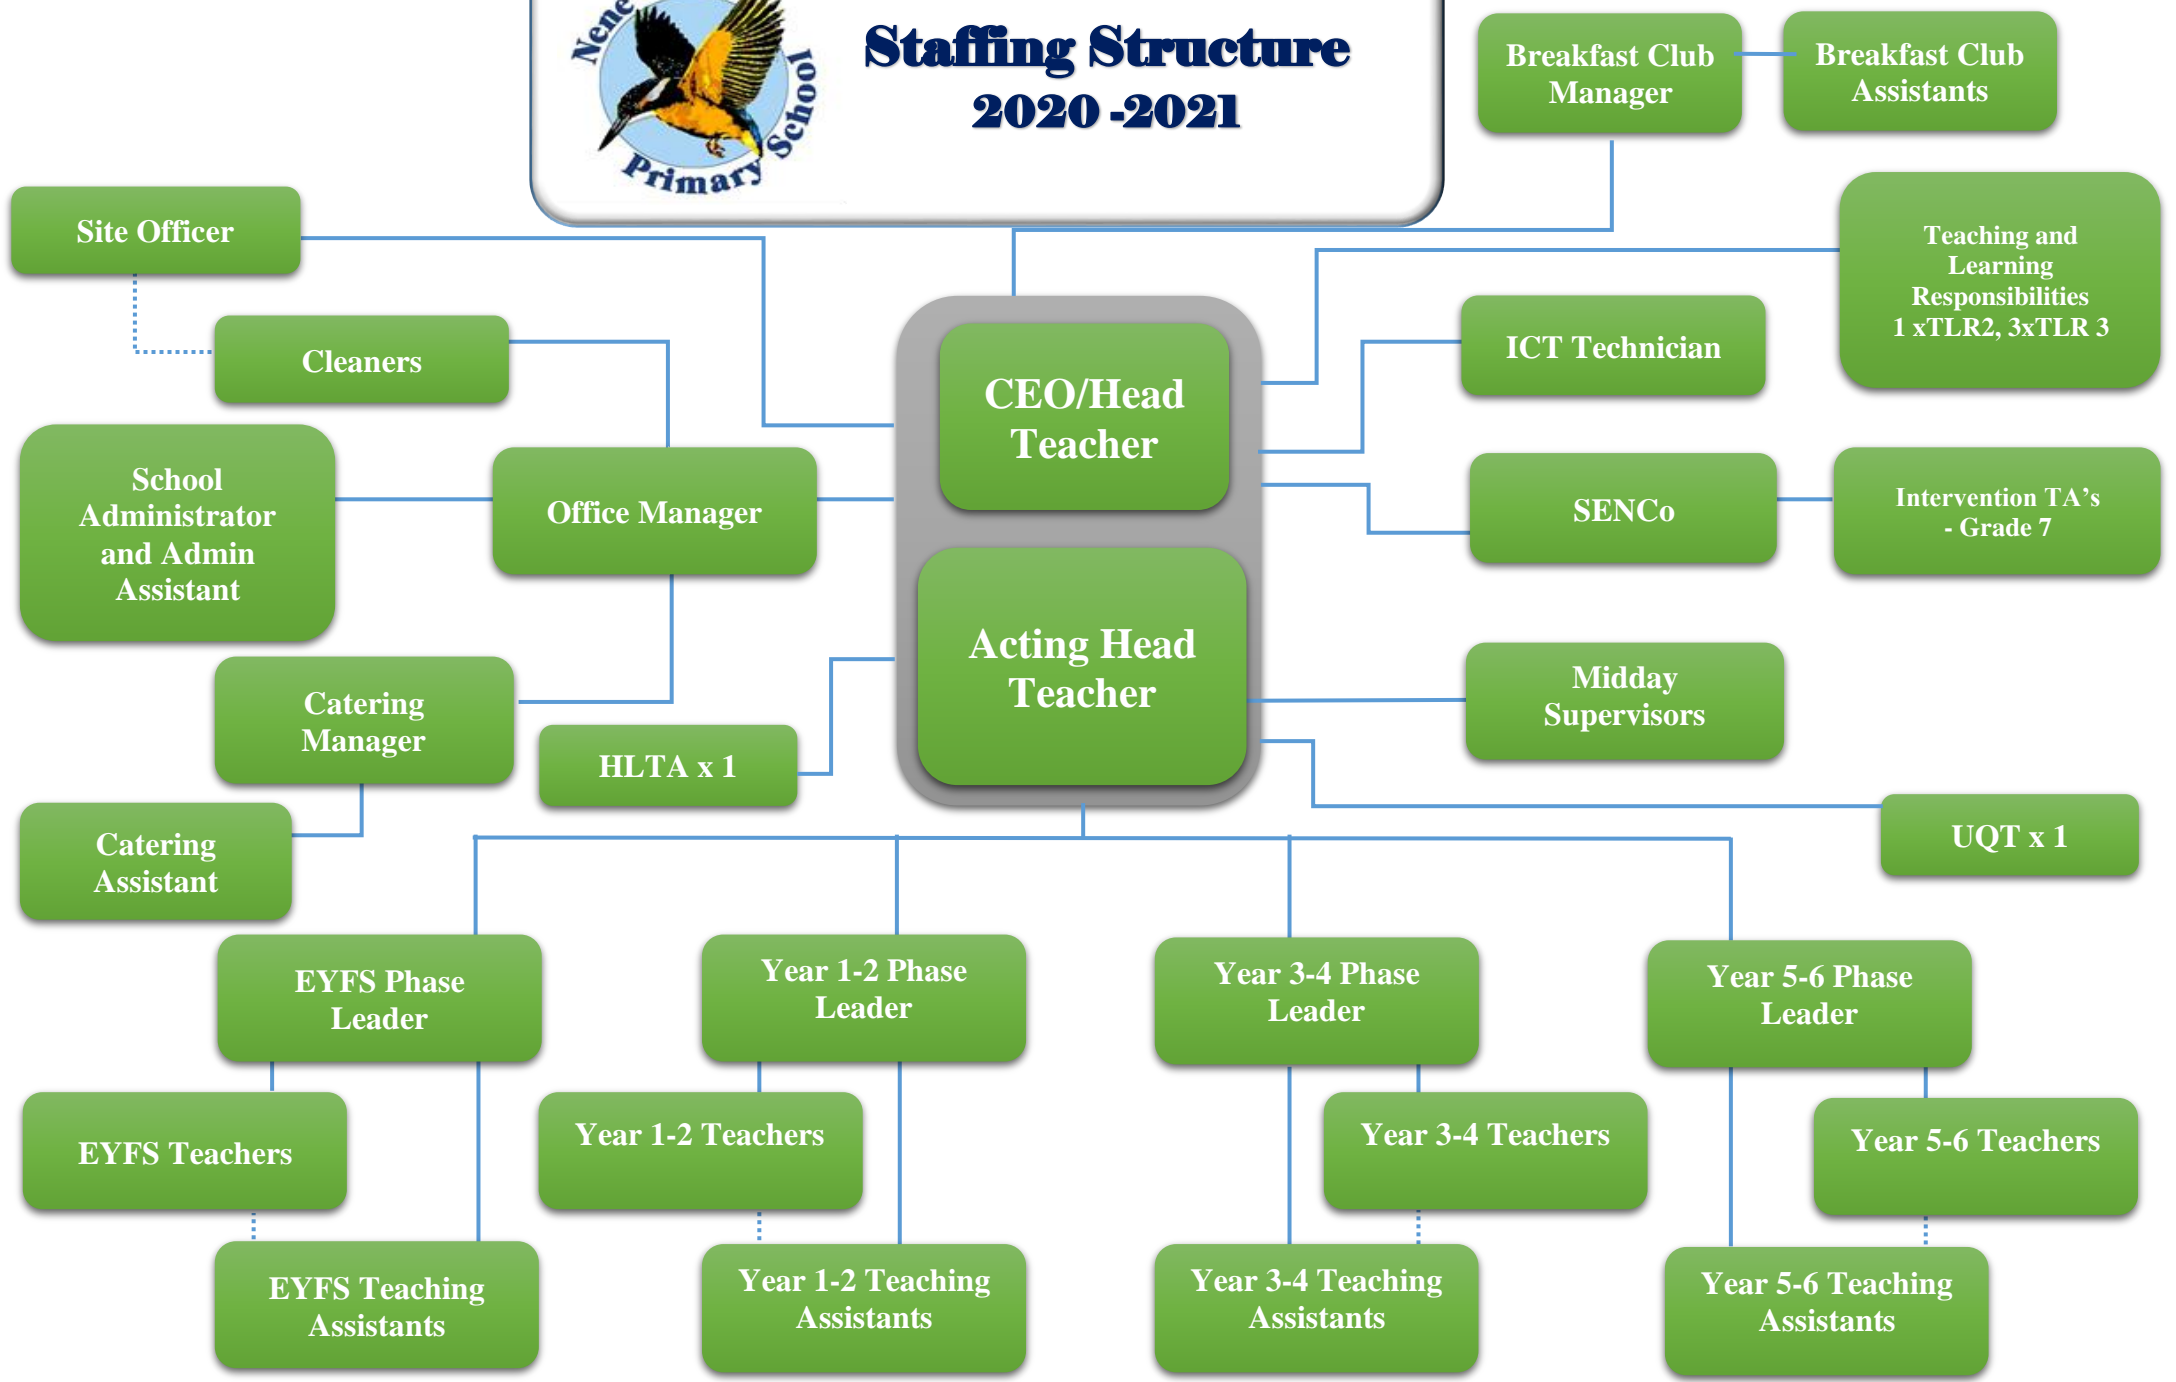 Nene
Primary School
Staffing Structure
2020 -2021
Breakfast Club
Manager
Breakfast Club
Assistants
Site Officer
Teaching and
Learning
Responsibilities
1 xTLR2, 3xTLR 3
Cleaners
ICT Technician
CEO/Head
Teacher
School
Administrator
and Admin
Assistant
Office Manager
SENCo
Intervention TA’s
- Grade 7
Acting Head
Teacher
Midday
Supervisors
Catering
Manager
HLTA x 1
Catering
Assistant
UQT x 1
EYFS Phase
Leader
Year 1-2 Phase
Leader
Year 3-4 Phase
Leader
Year 5-6 Phase
Leader
EYFS Teachers
Year 1-2 Teachers
Year 3-4 Teachers
Year 5-6 Teachers
EYFS Teaching
Assistants
Year 1-2 Teaching
Assistants
Year 3-4 Teaching
Assistants
Year 5-6 Teaching
Assistants